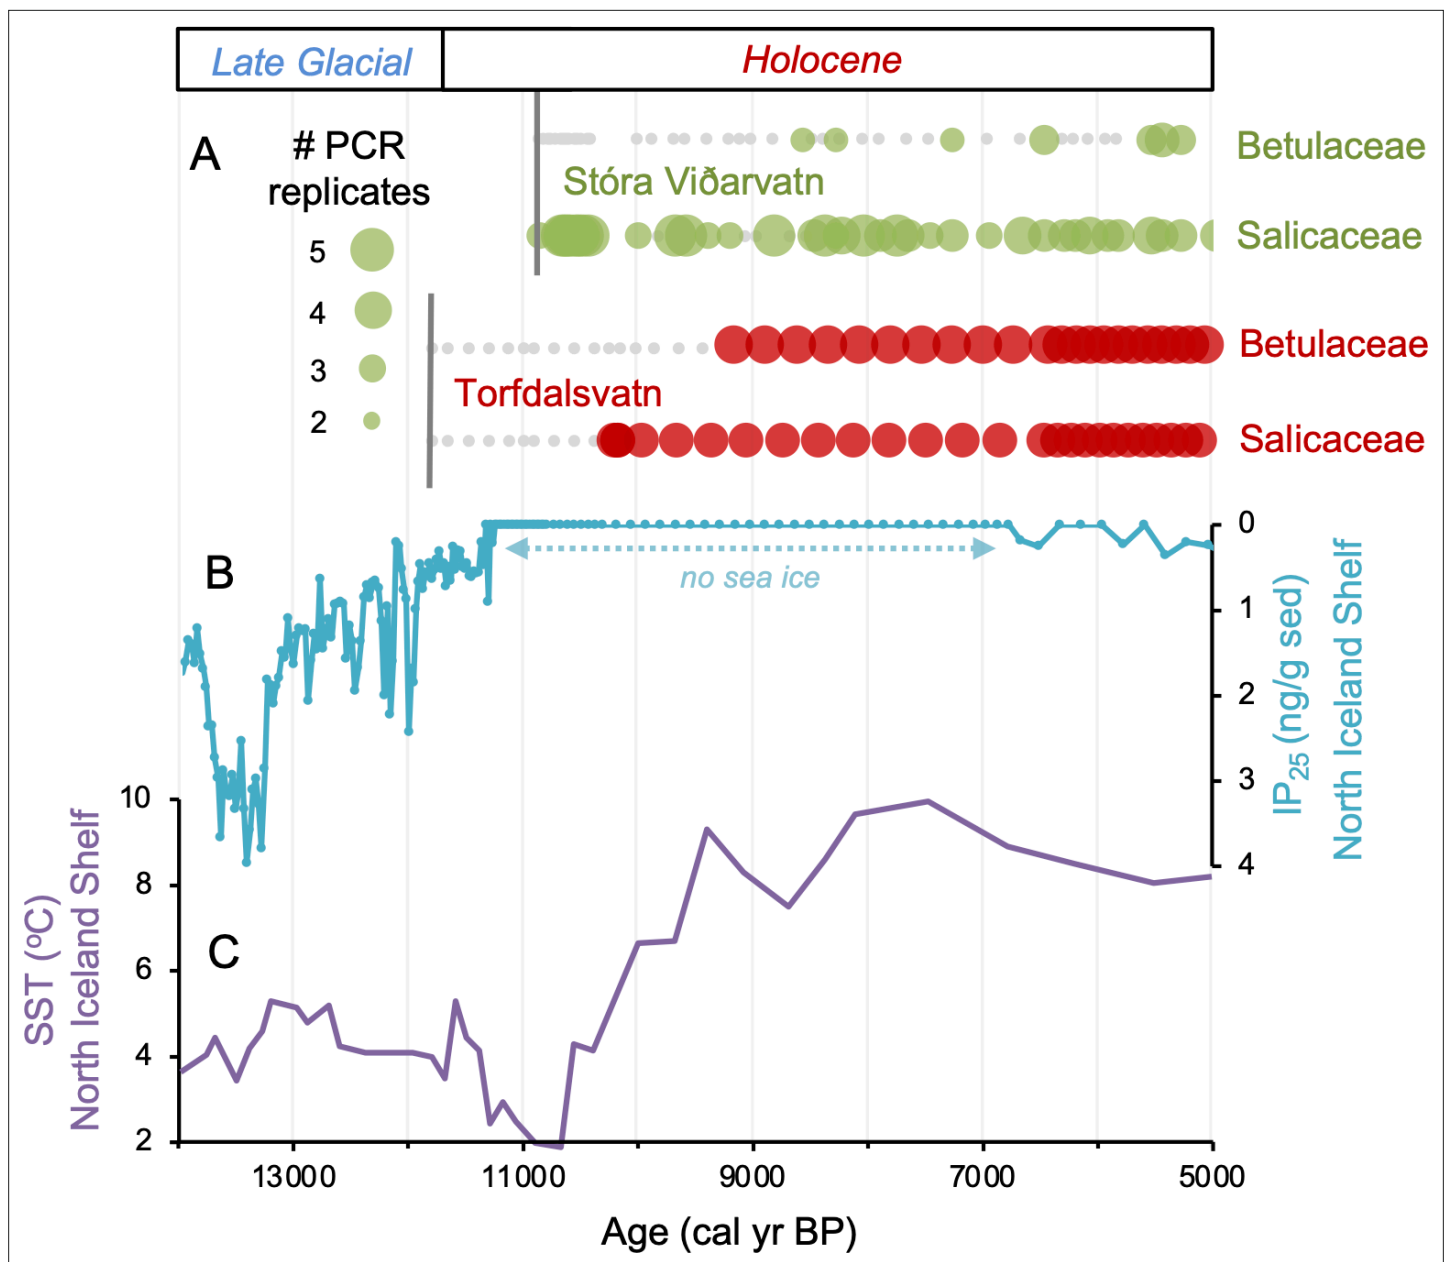 Late Glacial
Holocene
A
# PCR
replicates
5
4
3
2
Betulaceae
Stóra Viðarvatn
Salicaceae
Betulaceae
Torfdalsvatn
Salicaceae
B
no sea ice
0
1
2
3
4
IP25 (ng/g sed)
North Iceland Shelf
C
10
8
6
4
2
SST (ºC)
North Iceland Shelf
13000
11000
9000
7000
5000
Age (cal yr BP)